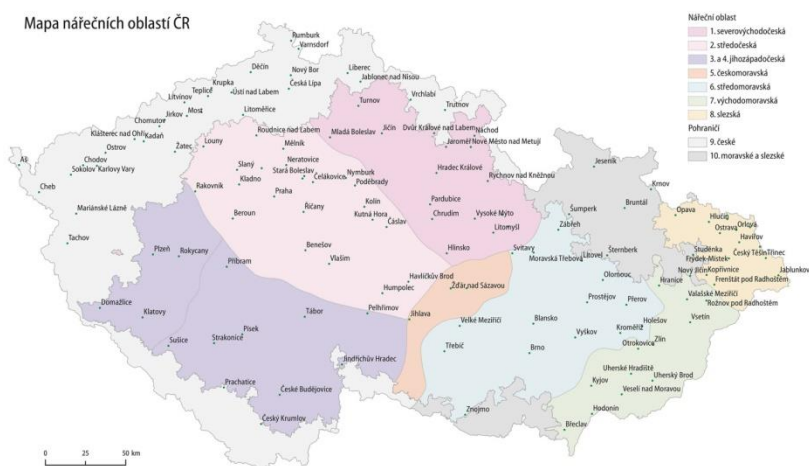 Mapa nářečních oblastí ČR
Nářeční oblast
1. severovýchodočeská
2. středočeská
3. a 4. jihozápadočeská
5. českomoravská
6. středomoravská
7. východomoravská
8. slezská
Pohraničí
9. české
10. moravské a slezské
Rumburk
Varnsdorf
Děčín
Nový Bor
Česká Lípa
Liberec
Jablonec nad Nisou
Krupka
Teplice
Ústí nad Labem
Litvínov
Most
Litoměřice
Jirkov
Chomutov
Turnov
Vrchlabí
Trutnov
Klášterec nad Ohří
Kadaň
Roudnice nad Labem
Mladá Boleslav
Jičín
Dvůr Králové nad Labem
Náchod
Ostrov
Žatec
Louny
Mělník
Jaroměř
Nové Město nad Metují
Aš
Chodov
Sokolov
Karlovy Vary
Slaný
Neratovice
Stará Boleslav
Nymburk
Hradec Králové
Jeseník
Cheb
Rakovník
Kladno
Čelákovice
Poděbrady
Rychnov nad Kněžnou
Krnov
Praha
Mariánské Lázně
Beroun
Říčany
Kolín
Kutná Hora
Čáslav
Pardubice
Chrudim
Vysoké Mýto
Litomyšl
Šumperk
Zábřeh
Bruntál
Opava
Hlučín
Ostrava
Orlová
Havířov
Tachov
Plzeň
Rokycany
Benešov
Hlinsko
Svitavy
Moravská Třebová
Litovel
Šternberk
Studénka
Český Těšín
Třinec
Frýdek-Místek
Příbram
Vlašim
Havlíčkův Brod
Olomouc
Hranice
Nový Jičín
Kopřivnice
Jablunkov
Frenštát pod Radhoštěm
Humpolec
Žďár nad Sázavou
Valašské Meziříčí
Rožnov pod Radhoštěm
Domažlice
Klatovy
Tábor
Pelhřimov
Jihlava
Prostějov
Přerov
Vsetín
Písek
Velké Meziříčí
Blansko
Kroměříž
Holešov
Sušice
Strakonice
Vyškov
Otrokovice
Zlín
Třebíč
Brno
Jindřichův Hradec
Uherské Hradiště
Prachatice
České Budějovice
Kyjov
Uherský Brod
Veselí nad Moravou
Český Krumlov
Znojmo
Hodonín
Břeclav
0 25 50 km